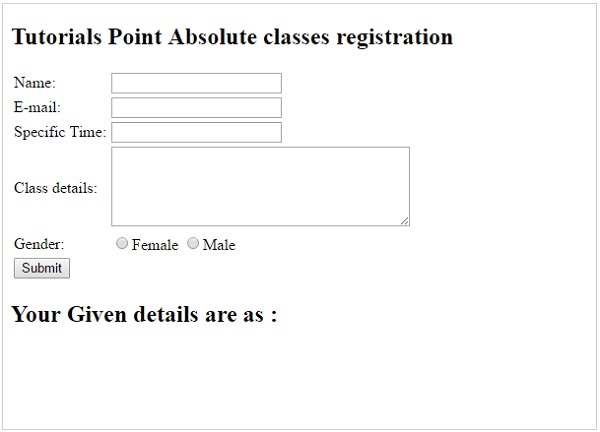 Tutorials Point Absolute classes registration
Name:
E-mail:
Specific Time:
Class details:
Gender: Female Male
Submit
Your Given details are as :